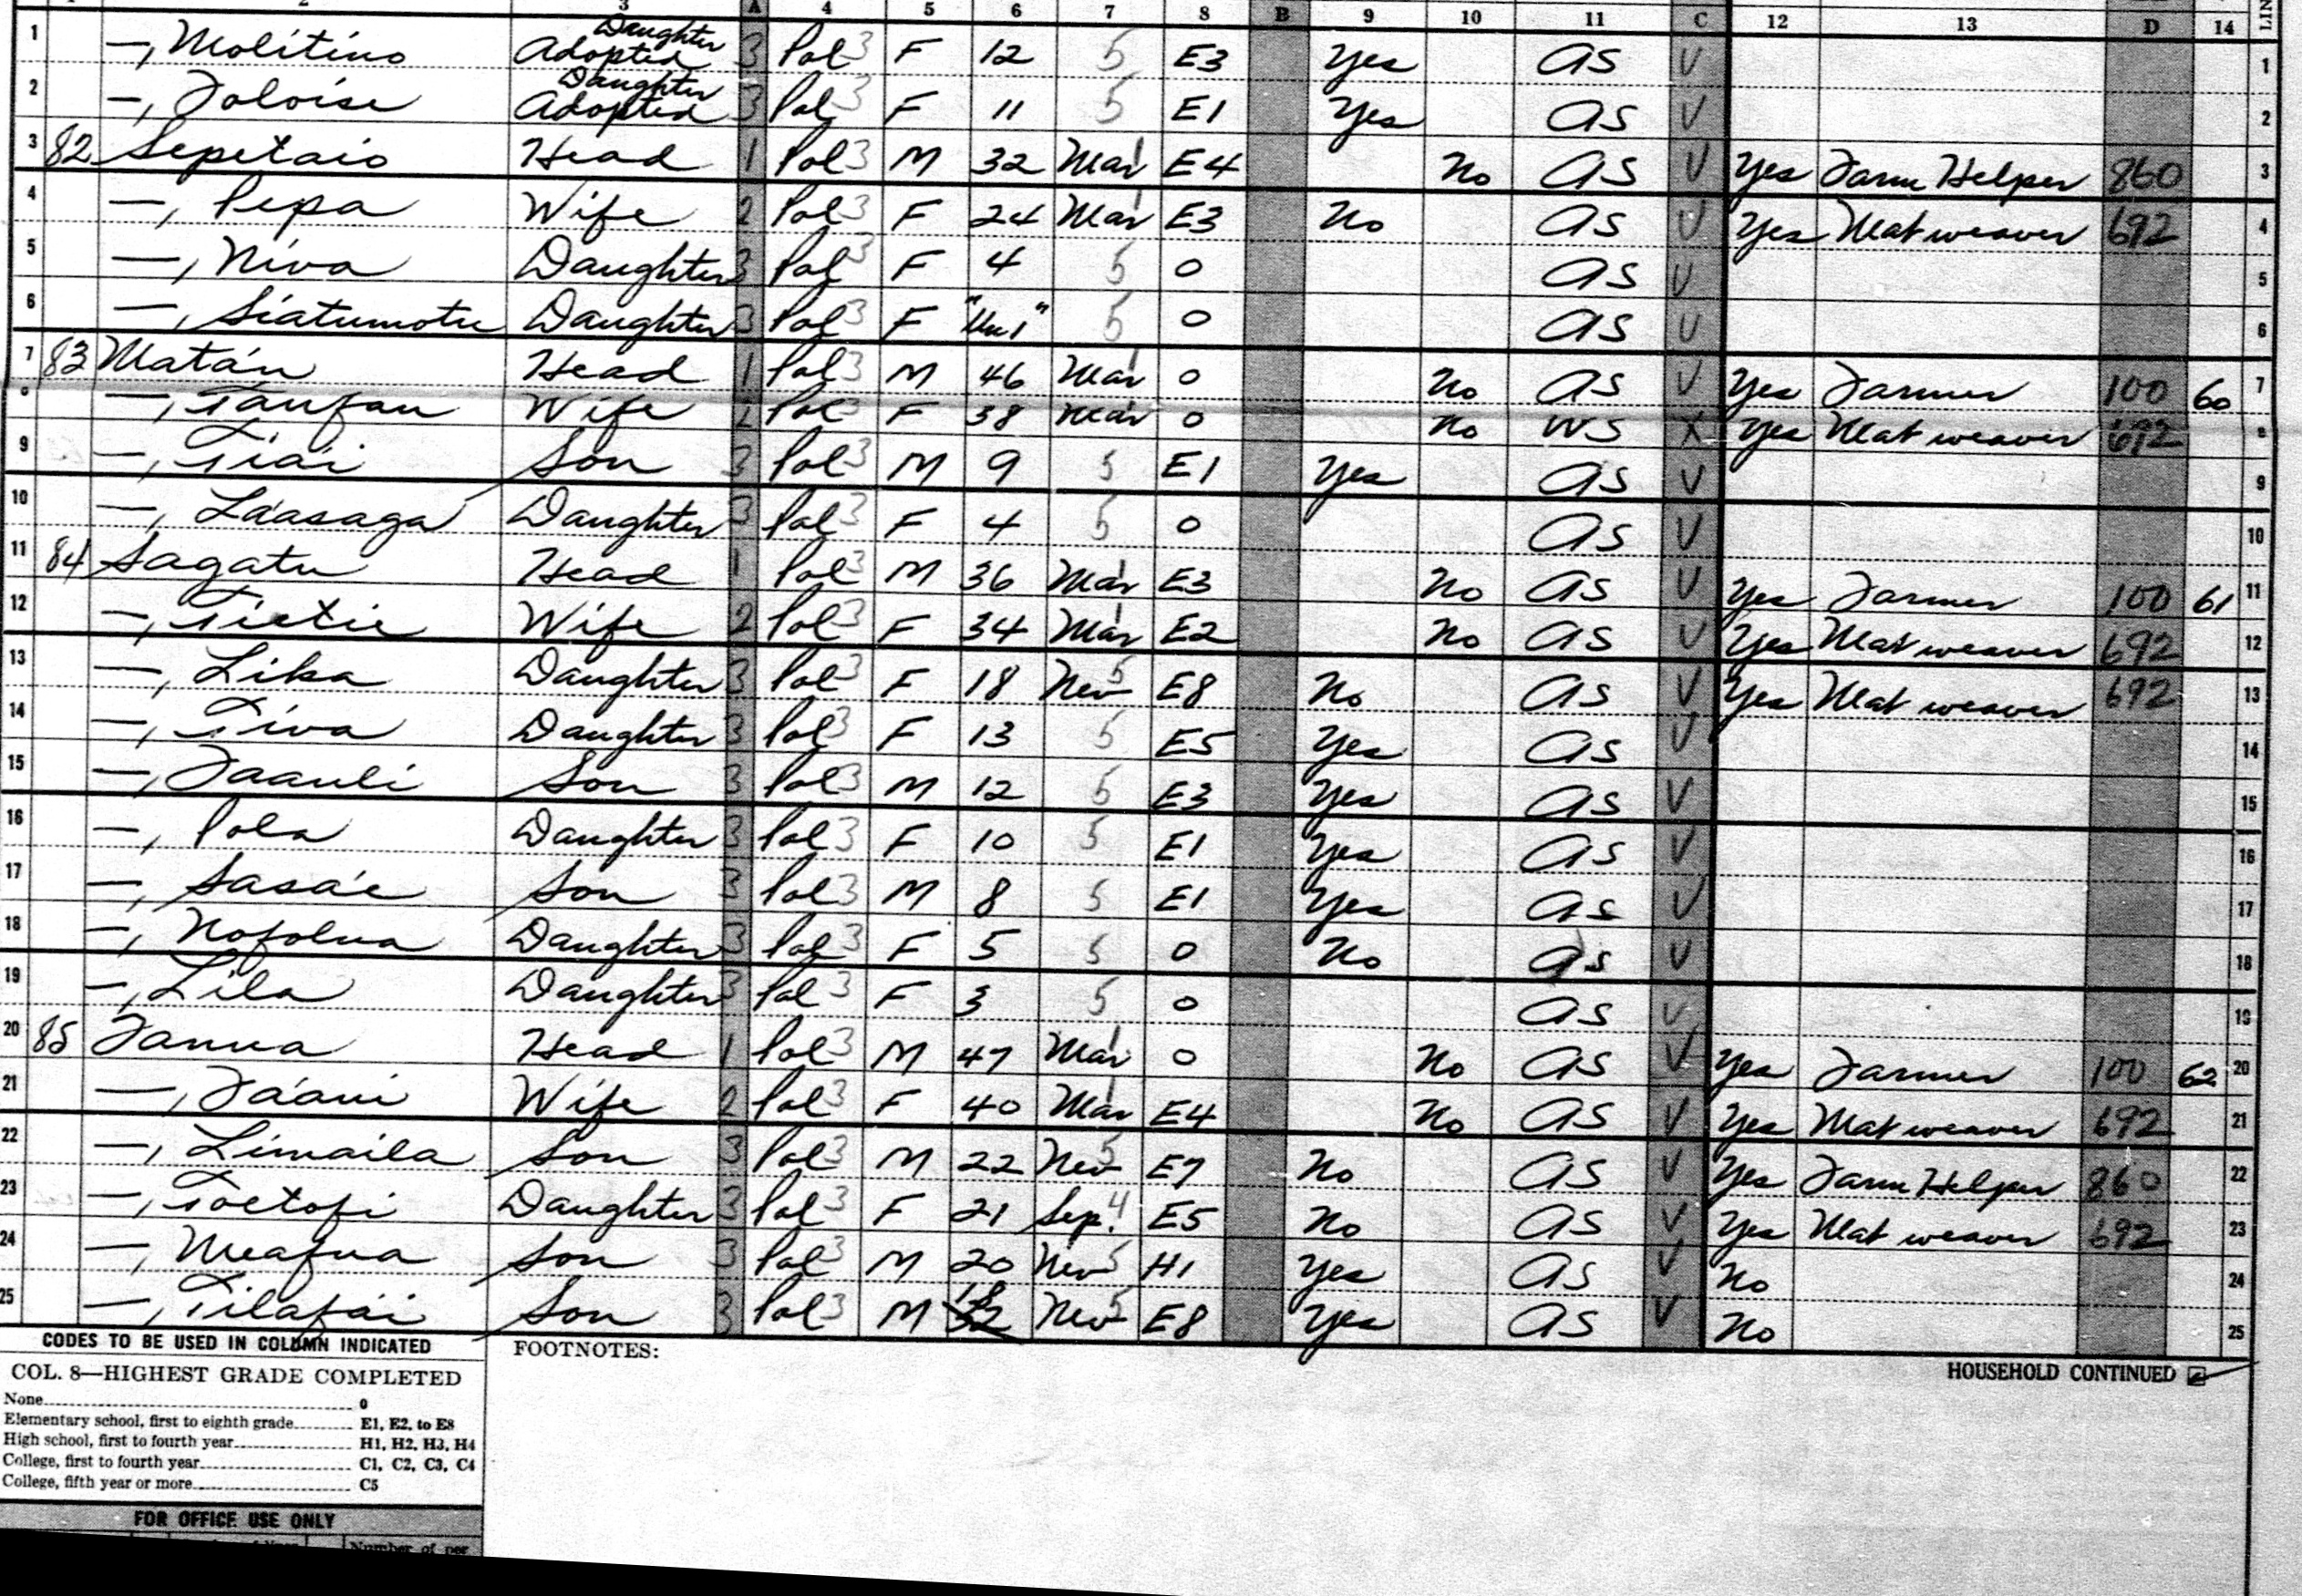 2 3 A 4 5 6 7 8 B 9 10 11 C 12 13 D 14 LIN
1 —, Molitino Adopted Daughter 3 Pol 3 F 12 5 E3 Yes AS V 1
2 —, Foloise Adopted Daughter 3 Pol 3 F 11 5 E1 Yes AS V 2
3 82 Sepetaio Head 1 Pol 3 M 32 Mar 1 E4 No AS V Yes Farm Helper 860 3
4 —, Pepa Wife 2 Pol 3 F 24 Mar 1 E3 No AS V Yes Mat weaver 692 4
5 —, Niva Daughter 3 Pol 3 F 4 5 0 AS V 5
6 —, Siatumotu Daughter 3 Pol 3 F "Un 1" 5 0 AS V 6
7 83 Matáu Head 1 Pol 3 M 46 Mar 1 0 No AS V Yes Farmer 100 60 7
8 —, Taufau Wife 2 Pol 3 F 38 Mar 0 No WS X Yes Mat weaver 692 8
9 —, Tiai Son 3 Pol 3 M 9 5 E1 Yes AS V 9
10 —, Láasaga Daughter 3 Pol 3 F 4 5 0 AS V 10
11 84 Sagatu Head 1 Pol 3 M 36 Mar 1 E3 No AS V Yes Farmer 100 61 11
12 —, Tietie Wife 2 Pol 3 F 34 Mar 1 E2 No AS V Yes Mat weaver 692 12
13 —, Lika Daughter 3 Pol 3 F 18 Nev 5 E8 No AS V Yes Mat weaver 692 13
14 —, Tiva Daughter 3 Pol 3 F 13 5 E5 Yes AS V 14
15 —, Faauli Son 3 Pol 3 M 12 5 E3 Yes AS V 15
16 —, Pola Daughter 3 Pol 3 F 10 5 E1 Yes AS V 16
17 —, Sasa'e Son 3 Pol 3 M 8 5 E1 Yes AS V 17
18 —, Nofolua Daughter 3 Pol 3 F 5 5 0 No AS V 18
19 —, Lila Daughter 3 Pol 3 F 3 5 0 AS V 19
20 85 Fanua Head 1 Pol 3 M 47 Mar 1 0 No AS V Yes Farmer 100 62 20
21 —, Fa'ani Wife 2 Pol 3 F 40 Mar 1 E4 No AS V Yes Mat weaver 692 21
22 —, Limaila Son 3 Pol 3 M 22 Nev 5 E7 No AS V Yes Farm Helper 860 22
23 —, Toetofi Daughter 3 Pol 3 F 21 Sep. 4 E5 No AS V Yes Mat weaver 692 23
24 —, Meafua Son 3 Pol 3 M 20 Nev 5 H1 Yes AS V No 24
25 —, Tilafai Son 3 Pol 3 M 18 Nev 5 E8 Yes AS V No 25
CODES TO BE USED IN COLUMN INDICATED
FOOTNOTES:
HOUSEHOLD CONTINUED
COL. 8—HIGHEST GRADE COMPLETED
None 0
Elementary school, first to eighth grade E1, E2, to E8
High school, first to fourth year H1, H2, H3, H4
College, first to fourth year C1, C2, C3, C4
College, fifth year or more C5
FOR OFFICE USE ONLY
Number of per